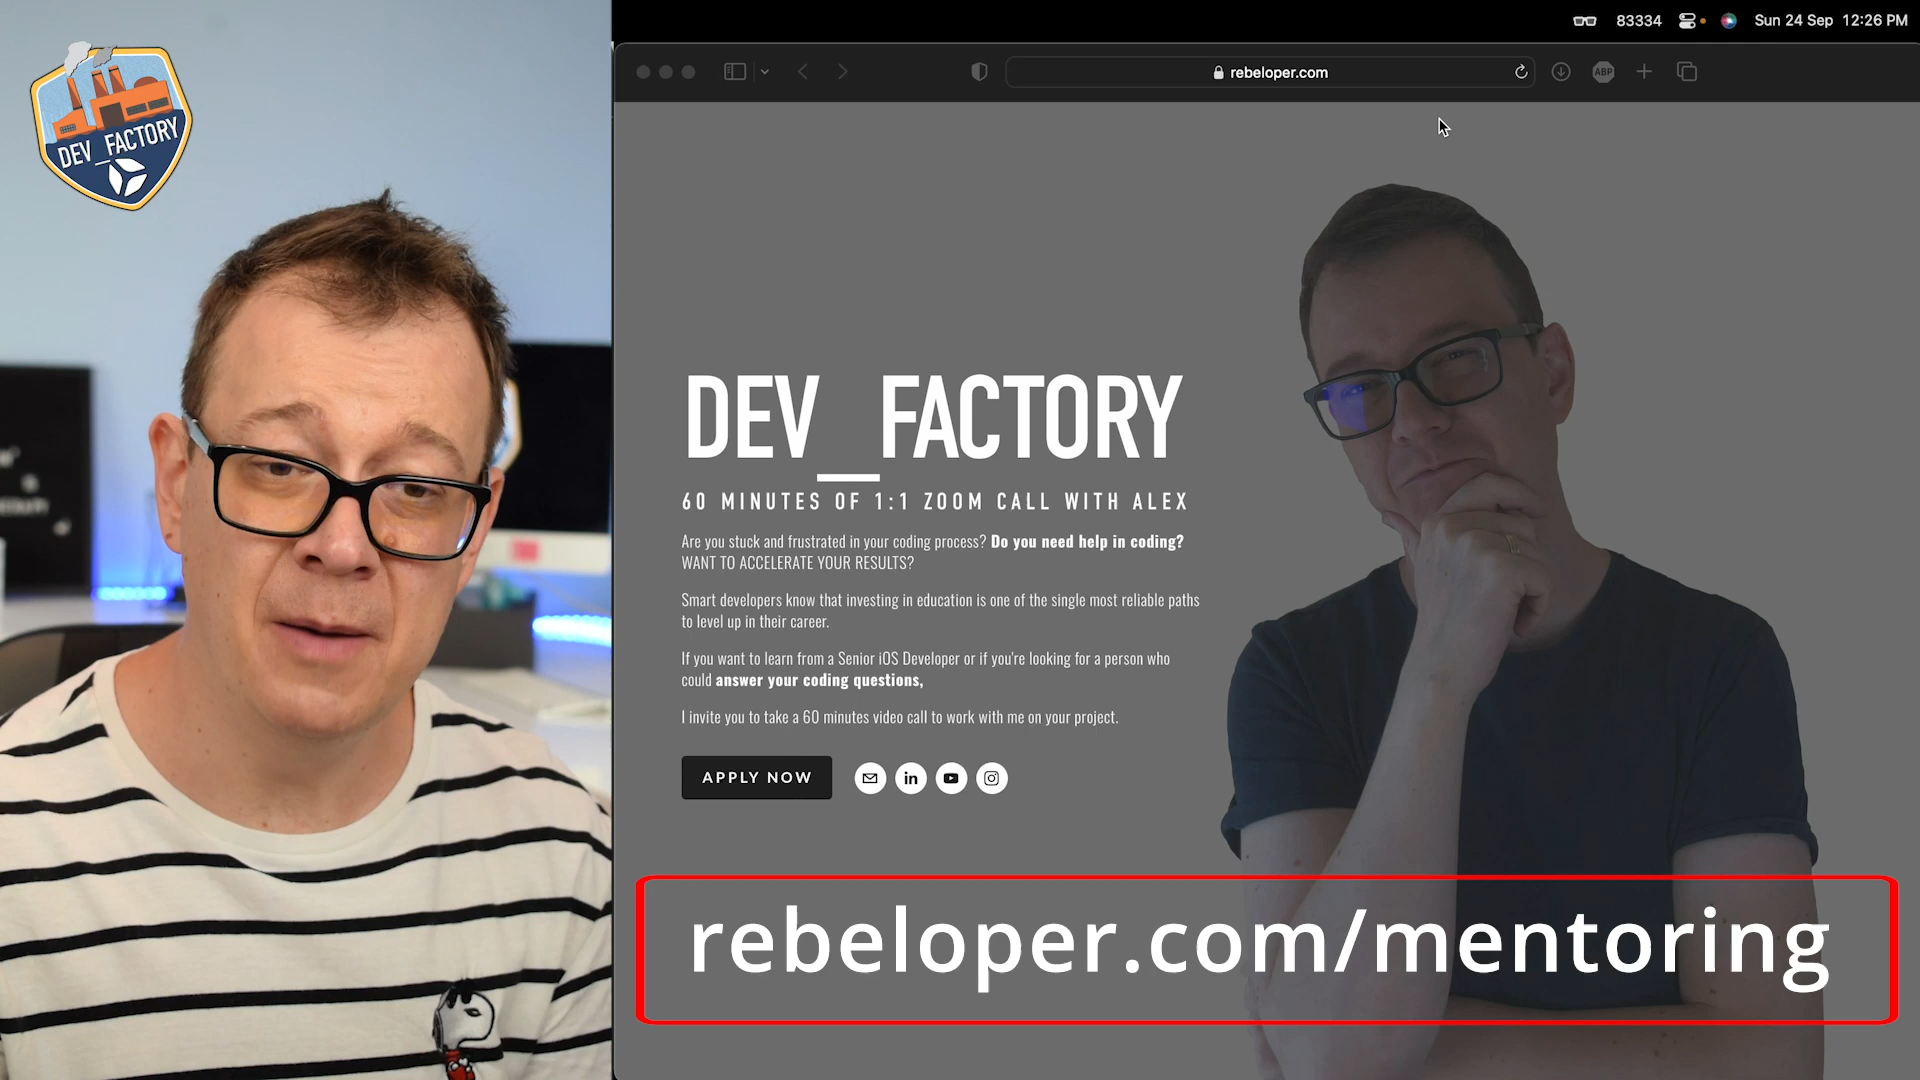 83334 Sun 24 Sep 12:26 PM
rebeloper.com
ABP
DEV_FACTORY
DEV_FACTORY
60 MINUTES OF 1:1 ZOOM CALL WITH ALEX
Are you stuck and frustrated in your coding process? Do you need help in coding?
WANT TO ACCELERATE YOUR RESULTS?
Smart developers know that investing in education is one of the single most reliable paths
to level up in their career.
If you want to learn from a Senior iOS Developer or if you're looking for a person who
could answer your coding questions,
I invite you to take a 60 minutes video call to work with me on your project.
APPLY NOW
in
rebeloper.com/mentoring